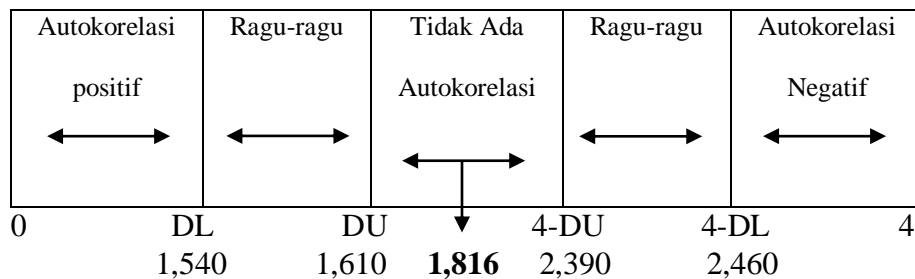 Autokorelasi Ragu-ragu Tidak Ada Ragu-ragu Autokorelasi
positif Autokorelasi Negatif
0 DL DU 4-DU 4-DL 4
1,540 1,610 1,816 2,390 2,460